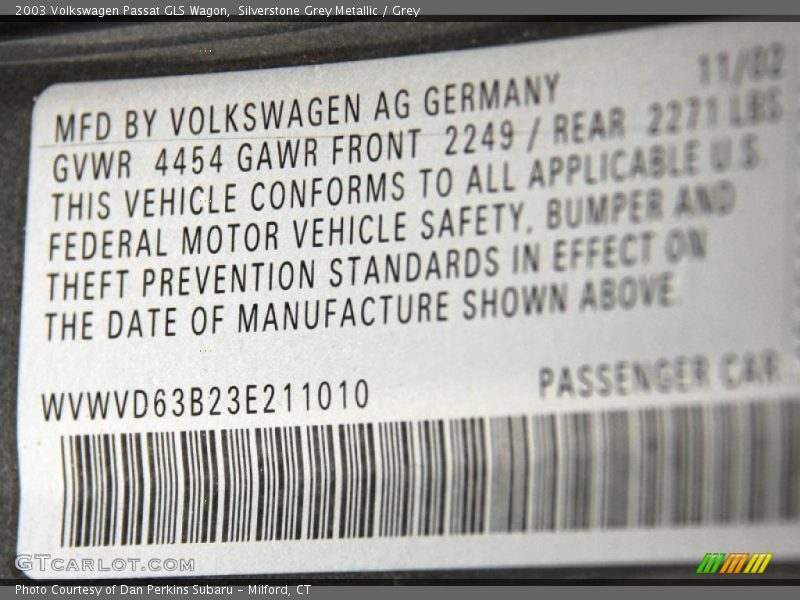 2003 Volkswagen Passat GLS Wagon,  Silverstone Grey Metallic / Grey
11/02
MFD BY VOLKSWAGEN AG GERMANY
GVWR 4454 GAWR FRONT 2249 / REAR 2271 LBS
THIS VEHICLE CONFORMS TO ALL APPLICABLE U.S.
FEDERAL MOTOR VEHICLE SAFETY, BUMPER AND
THEFT PREVENTION STANDARDS IN EFFECT ON
THE DATE OF MANUFACTURE SHOWN ABOVE.
WVWVD63B23E211010 PASSENGER CAR
GTCARLOT.COM
Photo Courtesy of Dan Perkins Subaru - Milford, CT